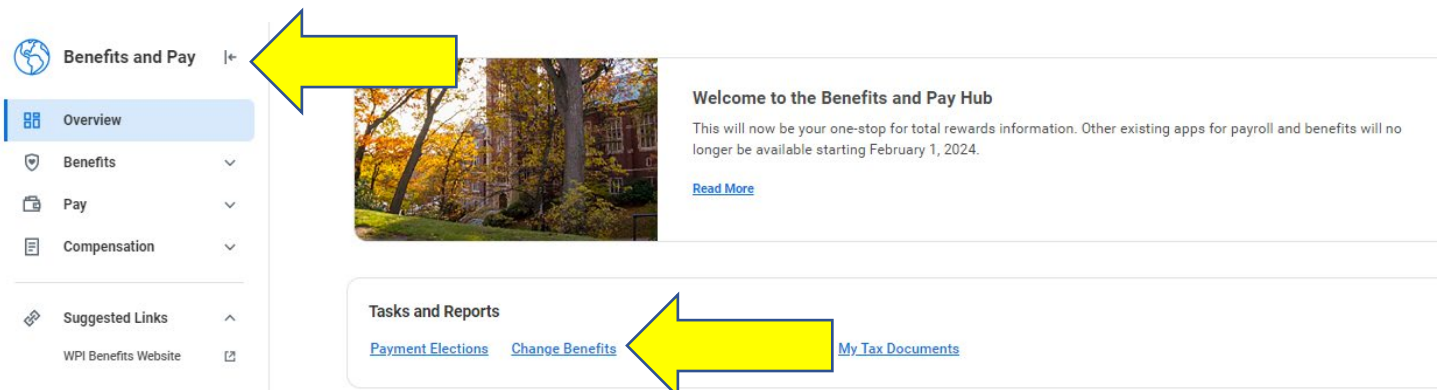 Benefits and Pay
Overview
Benefits
Pay
Compensation
Suggested Links
WPI Benefits Website
Welcome to the Benefits and Pay Hub
This will now be your one-stop for total rewards information. Other existing apps for payroll and benefits will no
longer be available starting February 1, 2024.
Read More
Tasks and Reports
Payment Elections Change Benefits My Tax Documents